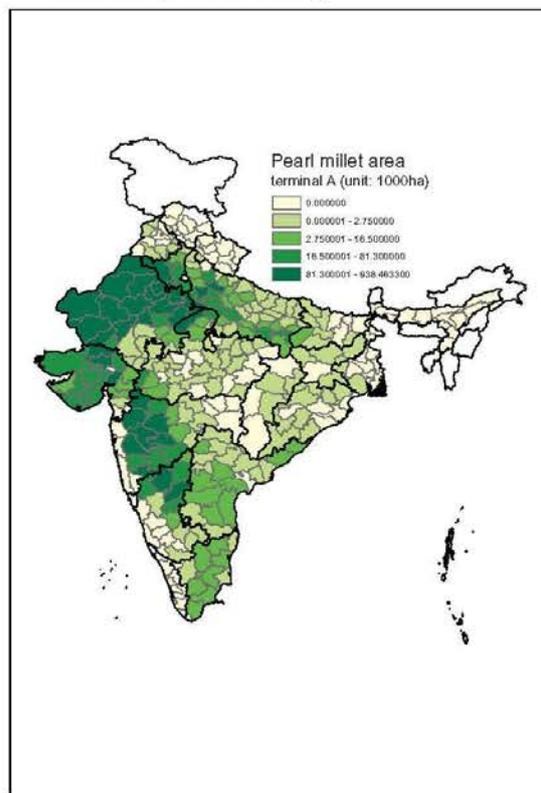 Pearl millet area
terminal A (unit: 1000ha)
0.000000
0.000001 - 2.750000
2.750001 - 16.500000
16.500001 - 81.300000
81.300001 - 938.463300